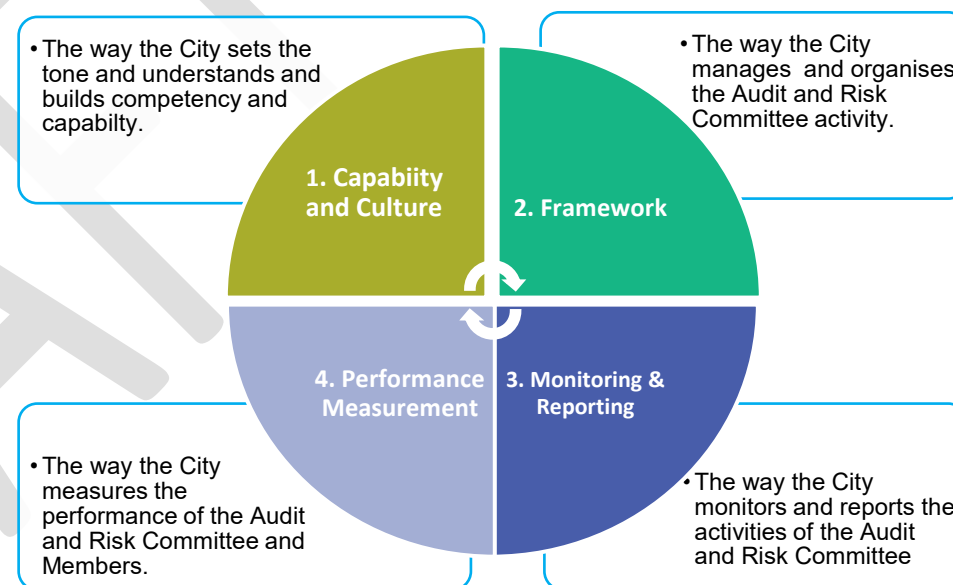 • The way the City sets the
tone and understands and
builds competency and
capabilty.
• The way the City
manages and organises
the Audit and Risk
Committee activity.
1. Capabiity
and Culture
2. Framework
4. Performance
Measurement
3. Monitoring &
Reporting
• The way the City
measures the
performance of the Audit
and Risk Committee and
Members.
• The way the City
monitors and reports the
activities of the Audit
and Risk Committee